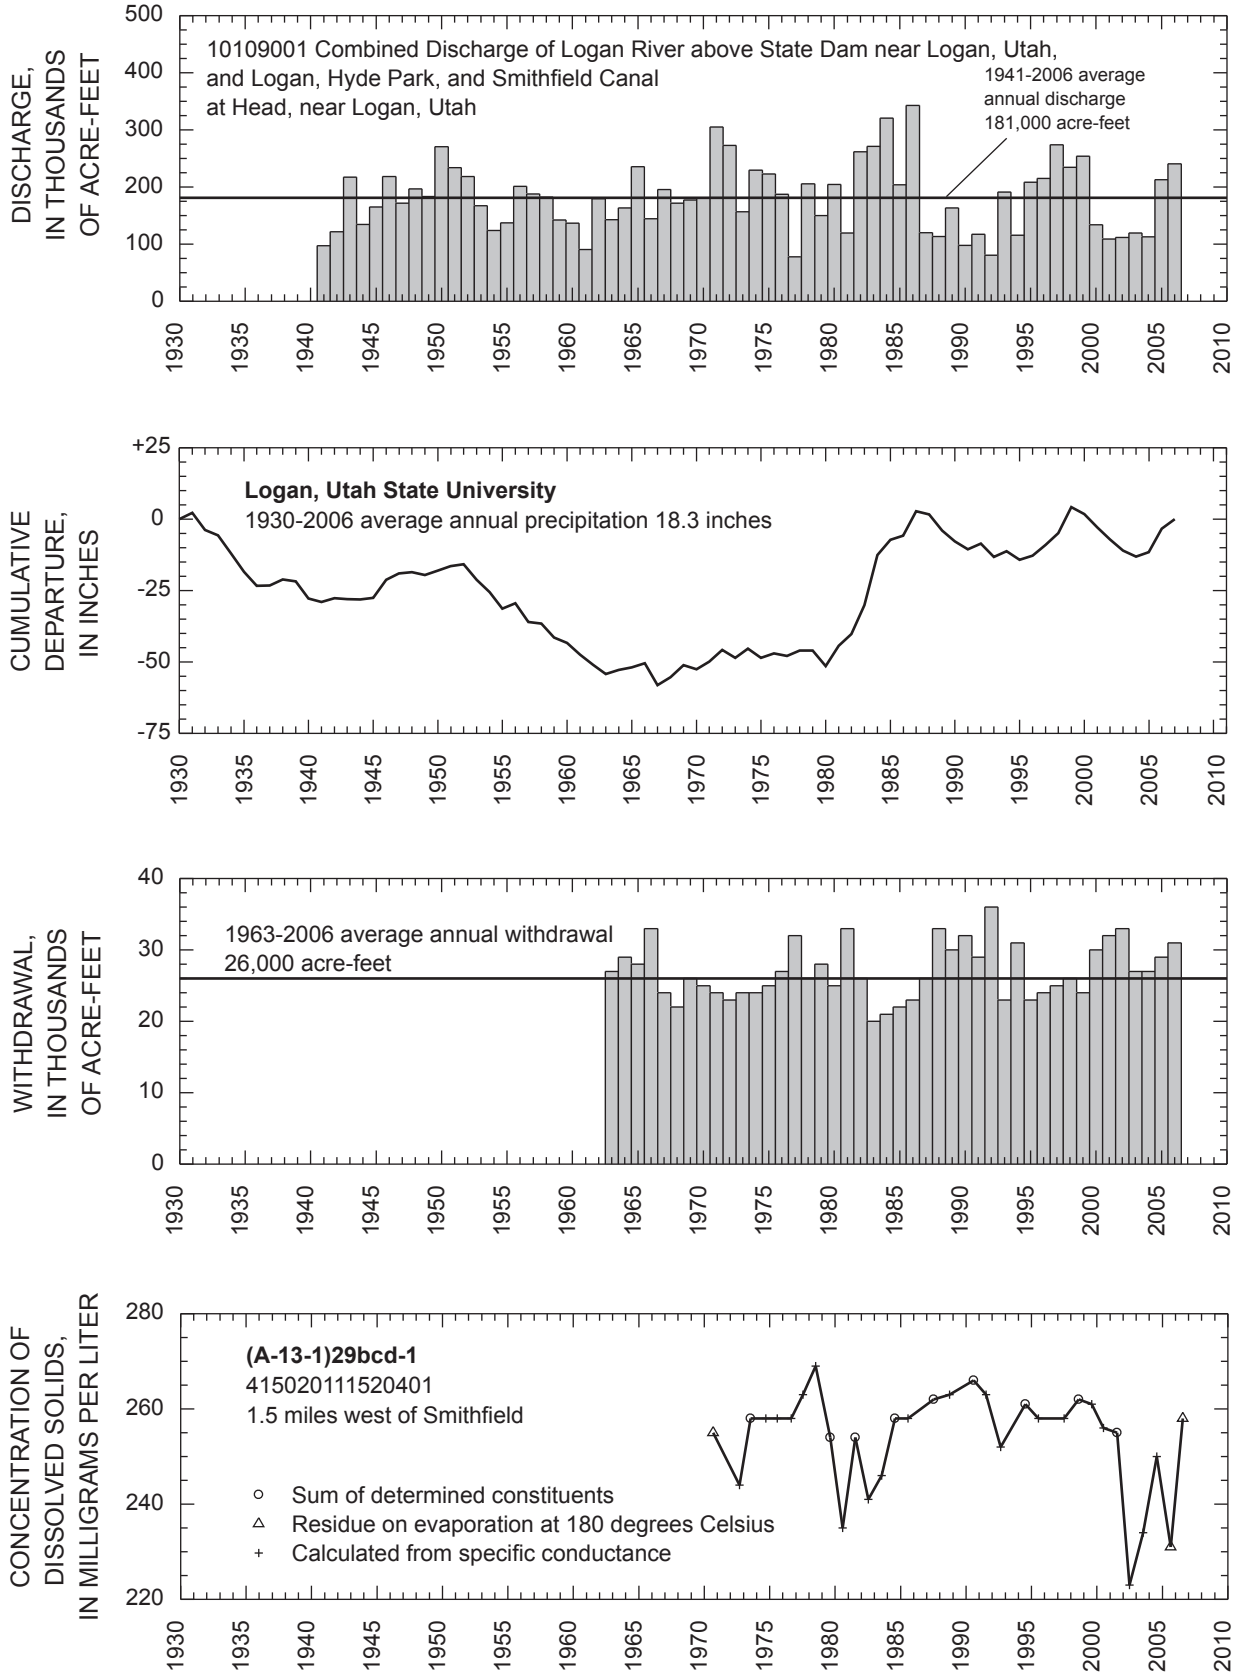 DISCHARGE,
IN THOUSANDS
OF ACRE-FEET
500
400
300
200
100
0
10109001 Combined Discharge of Logan River above State Dam near Logan, Utah,
and Logan, Hyde Park, and Smithfield Canal
at Head, near Logan, Utah
1941-2006 average
annual discharge
181,000 acre-feet
1930 1935 1940 1945 1950 1955 1960 1965 1970 1975 1980 1985 1990 1995 2000 2005 2010
CUMULATIVE
DEPARTURE,
IN INCHES
+25
0
-25
-50
-75
Logan, Utah State University
1930-2006 average annual precipitation 18.3 inches
1930 1935 1940 1945 1950 1955 1960 1965 1970 1975 1980 1985 1990 1995 2000 2005 2010
WITHDRAWAL,
IN THOUSANDS
OF ACRE-FEET
40
30
20
10
0
1963-2006 average annual withdrawal
26,000 acre-feet
1930 1935 1940 1945 1950 1955 1960 1965 1970 1975 1980 1985 1990 1995 2000 2005 2010
CONCENTRATION OF
DISSOLVED SOLIDS,
IN MILLIGRAMS PER LITER
280
260
240
220
(A-13-1)29bcd-1
415020111520401
1.5 miles west of Smithfield
Sum of determined constituents
Residue on evaporation at 180 degrees Celsius
Calculated from specific conductance
1930 1935 1940 1945 1950 1955 1960 1965 1970 1975 1980 1985 1990 1995 2000 2005 2010